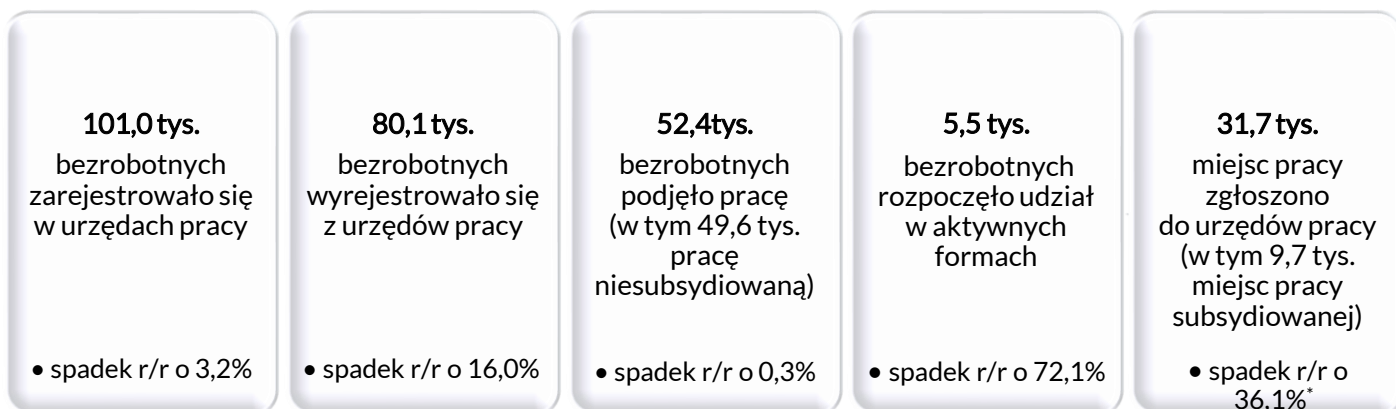 101,0 tys.
bezrobotnych
zarejestrowało się
w urzędach pracy
• spadek r/r o 3,2%
80,1 tys.
bezrobotnych
wyrejestrowało się
z urzędów pracy
• spadek r/r o 16,0%
52,4tys.
bezrobotnych
podjęło pracę
(w tym 49,6 tys.
pracę
niesubsydiowaną)
• spadek r/r o 0,3%
5,5 tys.
bezrobotnych
rozpoczęło udział
w aktywnych
formach
• spadek r/r o 72,1%
31,7 tys.
miejsc pracy
zgłoszono
do urzędów pracy
(w tym 9,7 tys.
miejsc pracy
subsydiowanej)
• spadek r/r o
36,1%*